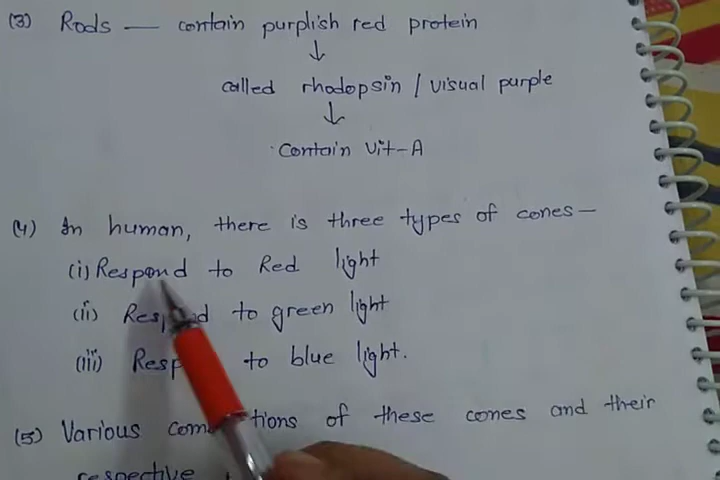 (3) Rods — contain purplish red protein
↓
called rhodopsin / visual purple
↓
Contain vit-A
(4) In human, there is three types of cones—
(i) Respond to Red light
(ii) to green light
(iii) to blue light.
(5) Various of these cones and their
respective